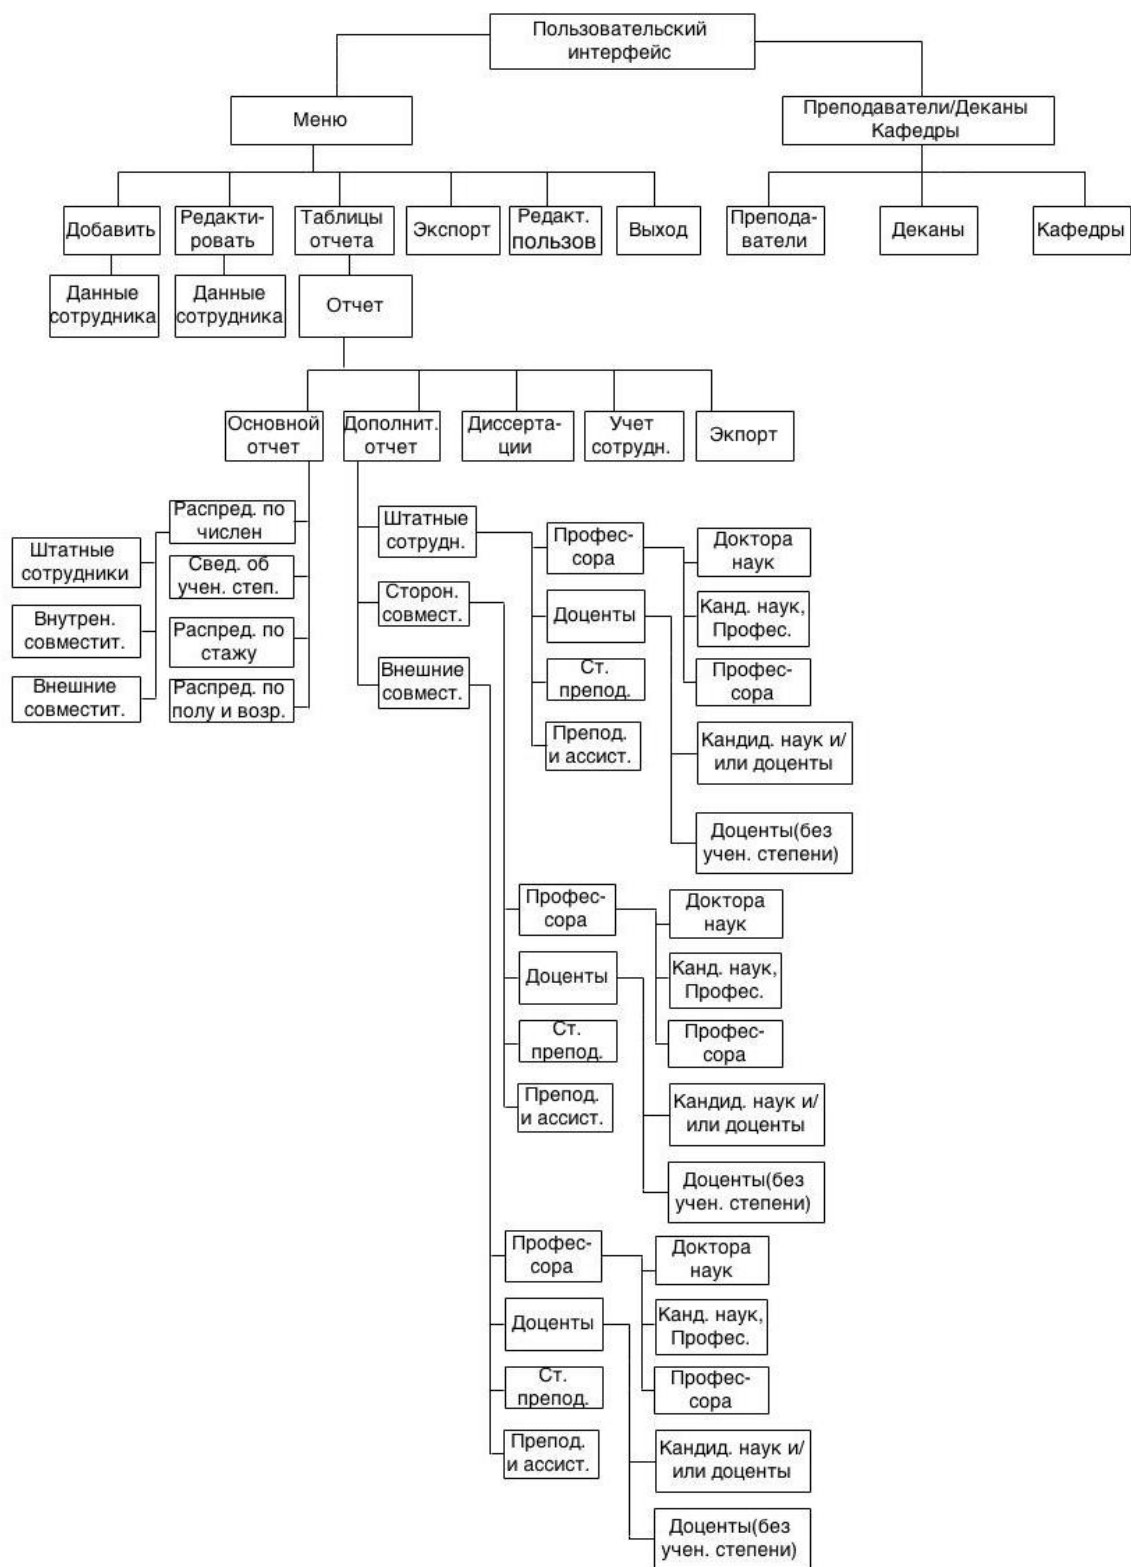 Пользовательский
интерфейс
Меню
Преподаватели/Деканы
Кафедры
Добавить
Редакти-
ровать
Таблицы
отчета
Экспорт
Редакт.
пользов
Выход
Препода-
ватели
Деканы
Кафедры
Данные
сотрудника
Данные
сотрудника
Отчет
Основной
отчет
Дополнит.
отчет
Диссерта-
ции
Учет
сотрудн.
Экпорт
Распред. по
числен
Свед. об
учен. степ.
Распред. по
стажу
Распред. по
полу и возр.
Штатные
сотрудники
Внутрен.
совместит.
Внешние
совместит.
Штатные
сотрудн.
Сторон.
совмест.
Внешние
совмест.
Профес-
сора
Доценты
Ст.
препод.
Препод.
и ассист.
Доктора
наук
Канд. наук,
Профес.
Профес-
сора
Кандид. наук и/
или доценты
Доценты(без
учен. степени)
Профес-
сора
Доценты
Ст.
препод.
Препод.
и ассист.
Доктора
наук
Канд. наук,
Профес.
Профес-
сора
Кандид. наук и/
или доценты
Доценты(без
учен. степени)
Профес-
сора
Доценты
Ст.
препод.
Препод.
и ассист.
Доктора
наук
Канд. наук,
Профес.
Профес-
сора
Кандид. наук и/
или доценты
Доценты(без
учен. степени)